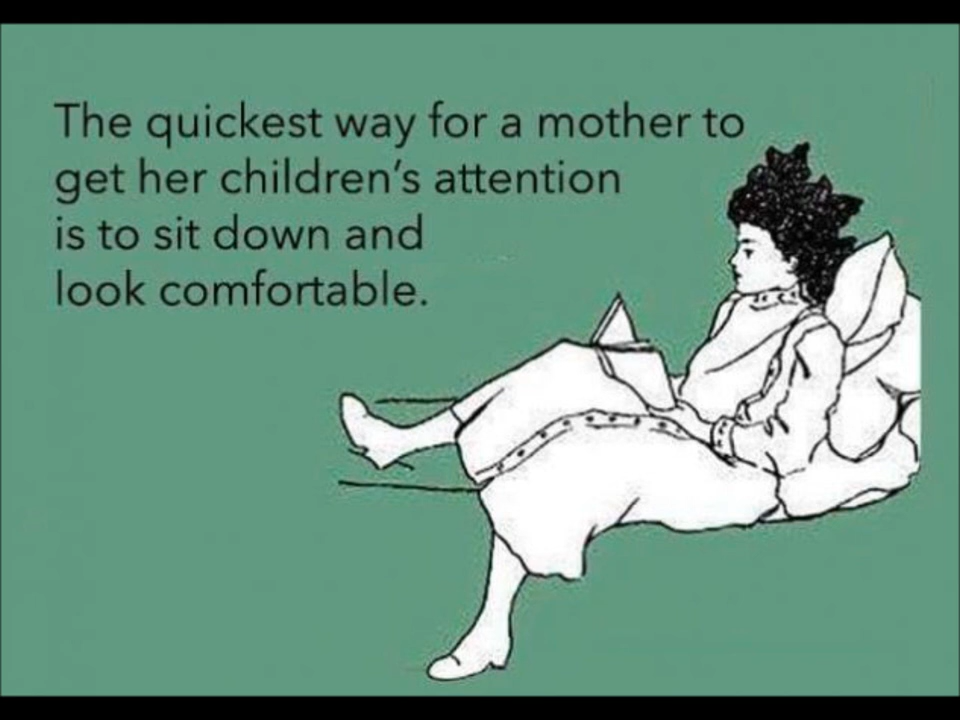 The quickest way for a mother to
get her children's attention
is to sit down and
look comfortable.